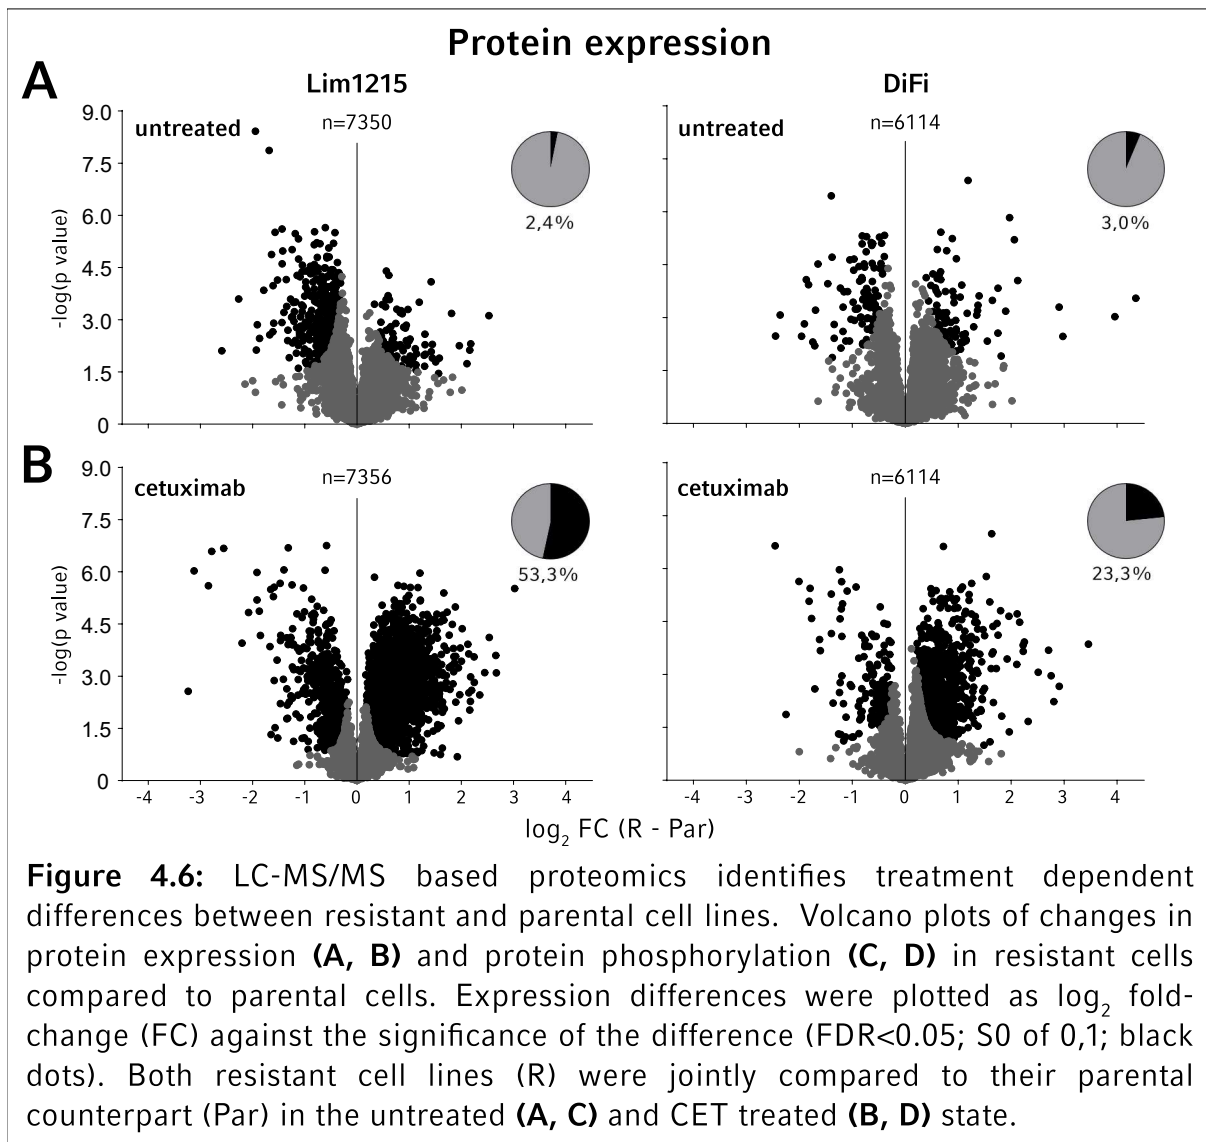 Protein expression
A
Lim1215
DiFi
untreated
n=7350
2,4%
untreated
n=6114
3,0%
-log(p value)
9.0
7.5
6.0
4.5
3.0
1.5
0
B
cetuximab
n=7356
53,3%
cetuximab
n=6114
23,3%
-log(p value)
9.0
7.5
6.0
4.5
3.0
1.5
0
-4 -3 -2 -1 0 1 2 3 4
-4 -3 -2 -1 0 1 2 3 4
log2 FC (R - Par)
Figure 4.6: LC-MS/MS based proteomics identifies treatment dependent
differences between resistant and parental cell lines. Volcano plots of changes in
protein expression (A, B) and protein phosphorylation (C, D) in resistant cells
compared to parental cells. Expression differences were plotted as log2 fold-
change (FC) against the significance of the difference (FDR<0.05; S0 of 0,1; black
dots). Both resistant cell lines (R) were jointly compared to their parental
counterpart (Par) in the untreated (A, C) and CET treated (B, D) state.